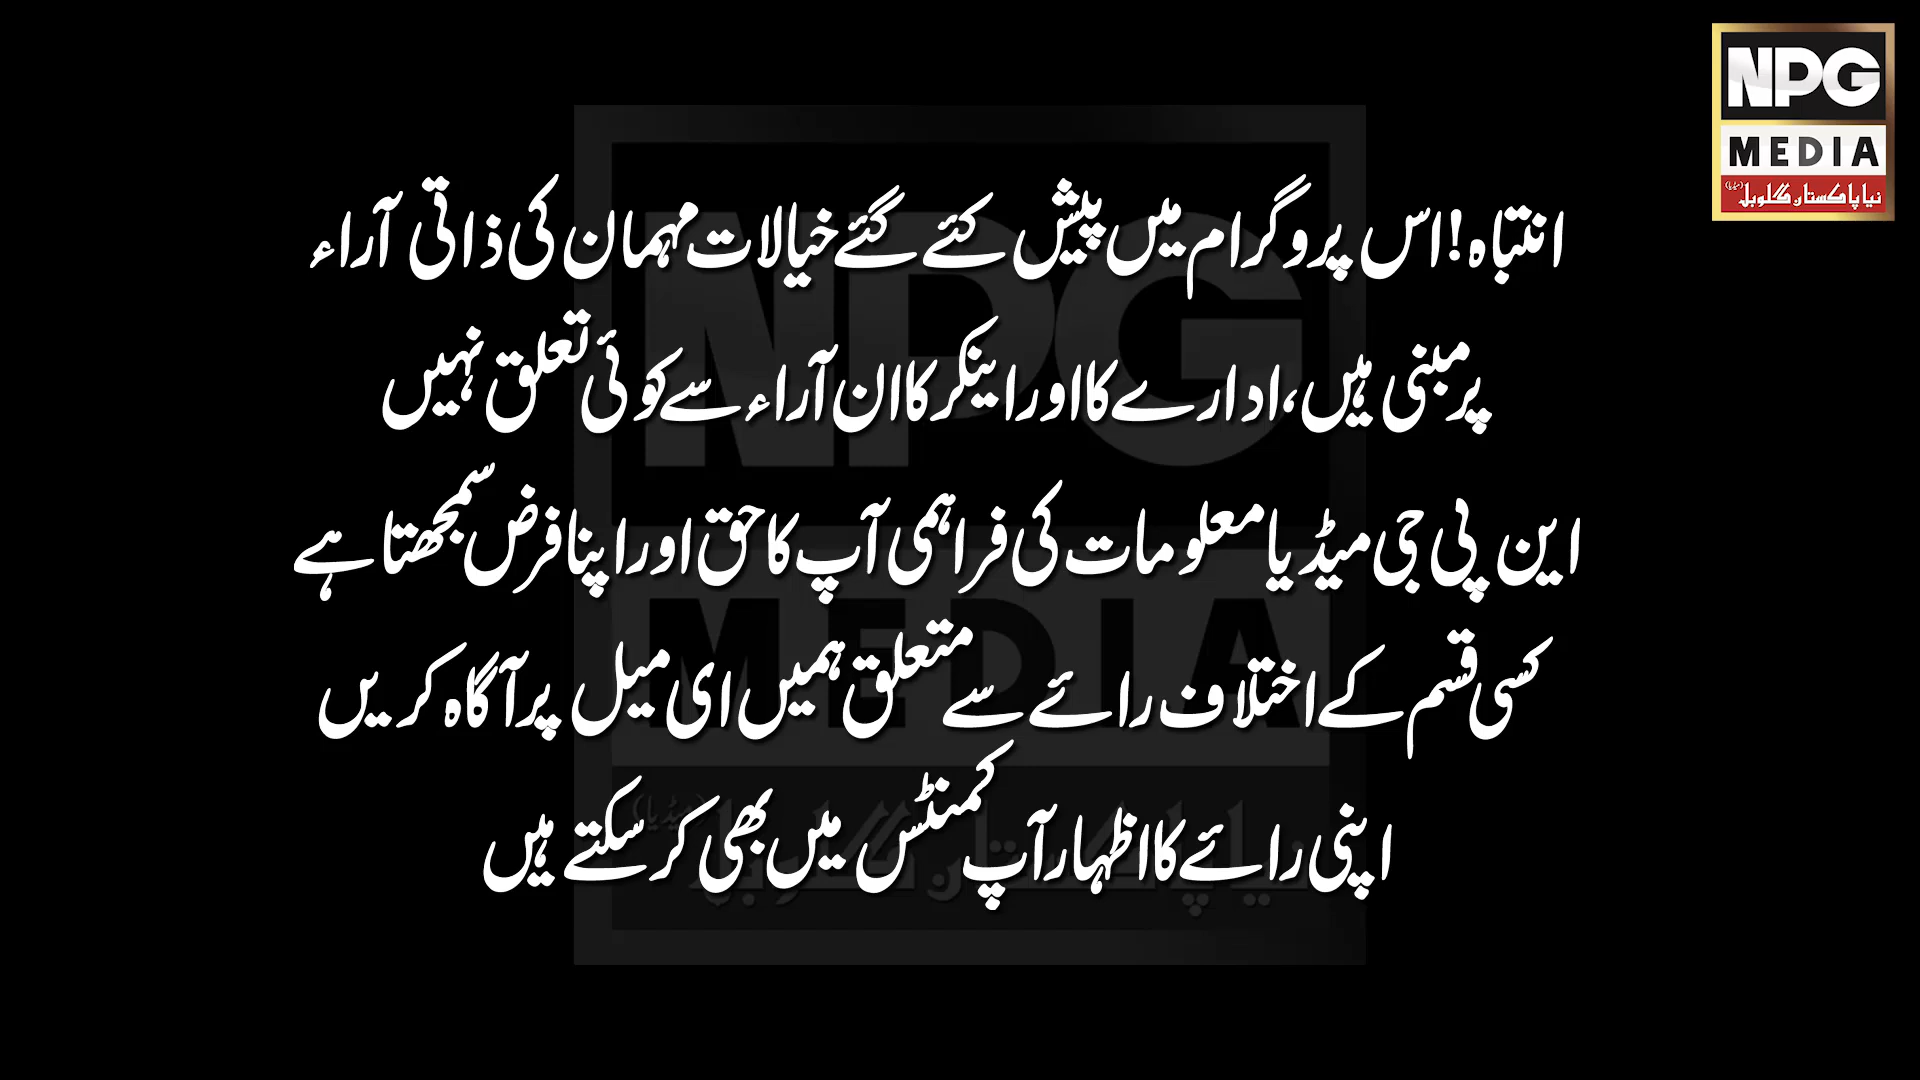 NPG
MEDIA
نیا پاکستان گلوبل (میڈیا)
انتباہ! اس پروگرام میں پیش کئے گئے خیالات مہمان کی ذاتی آراء
پر مبنی ہیں، ادارے کا اور اینکر کا ان آراء سے کوئی تعلق نہیں
این پی جی میڈیا معلومات کی فراہمی آپ کا حق اور اپنا فرض سمجھتا ہے
کسی قسم کے اختلاف رائے سے متعلق ہمیں ای میل پر آگاہ کریں
اپنی رائے کا اظہار آپ کمنٹس میں بھی کر سکتے ہیں